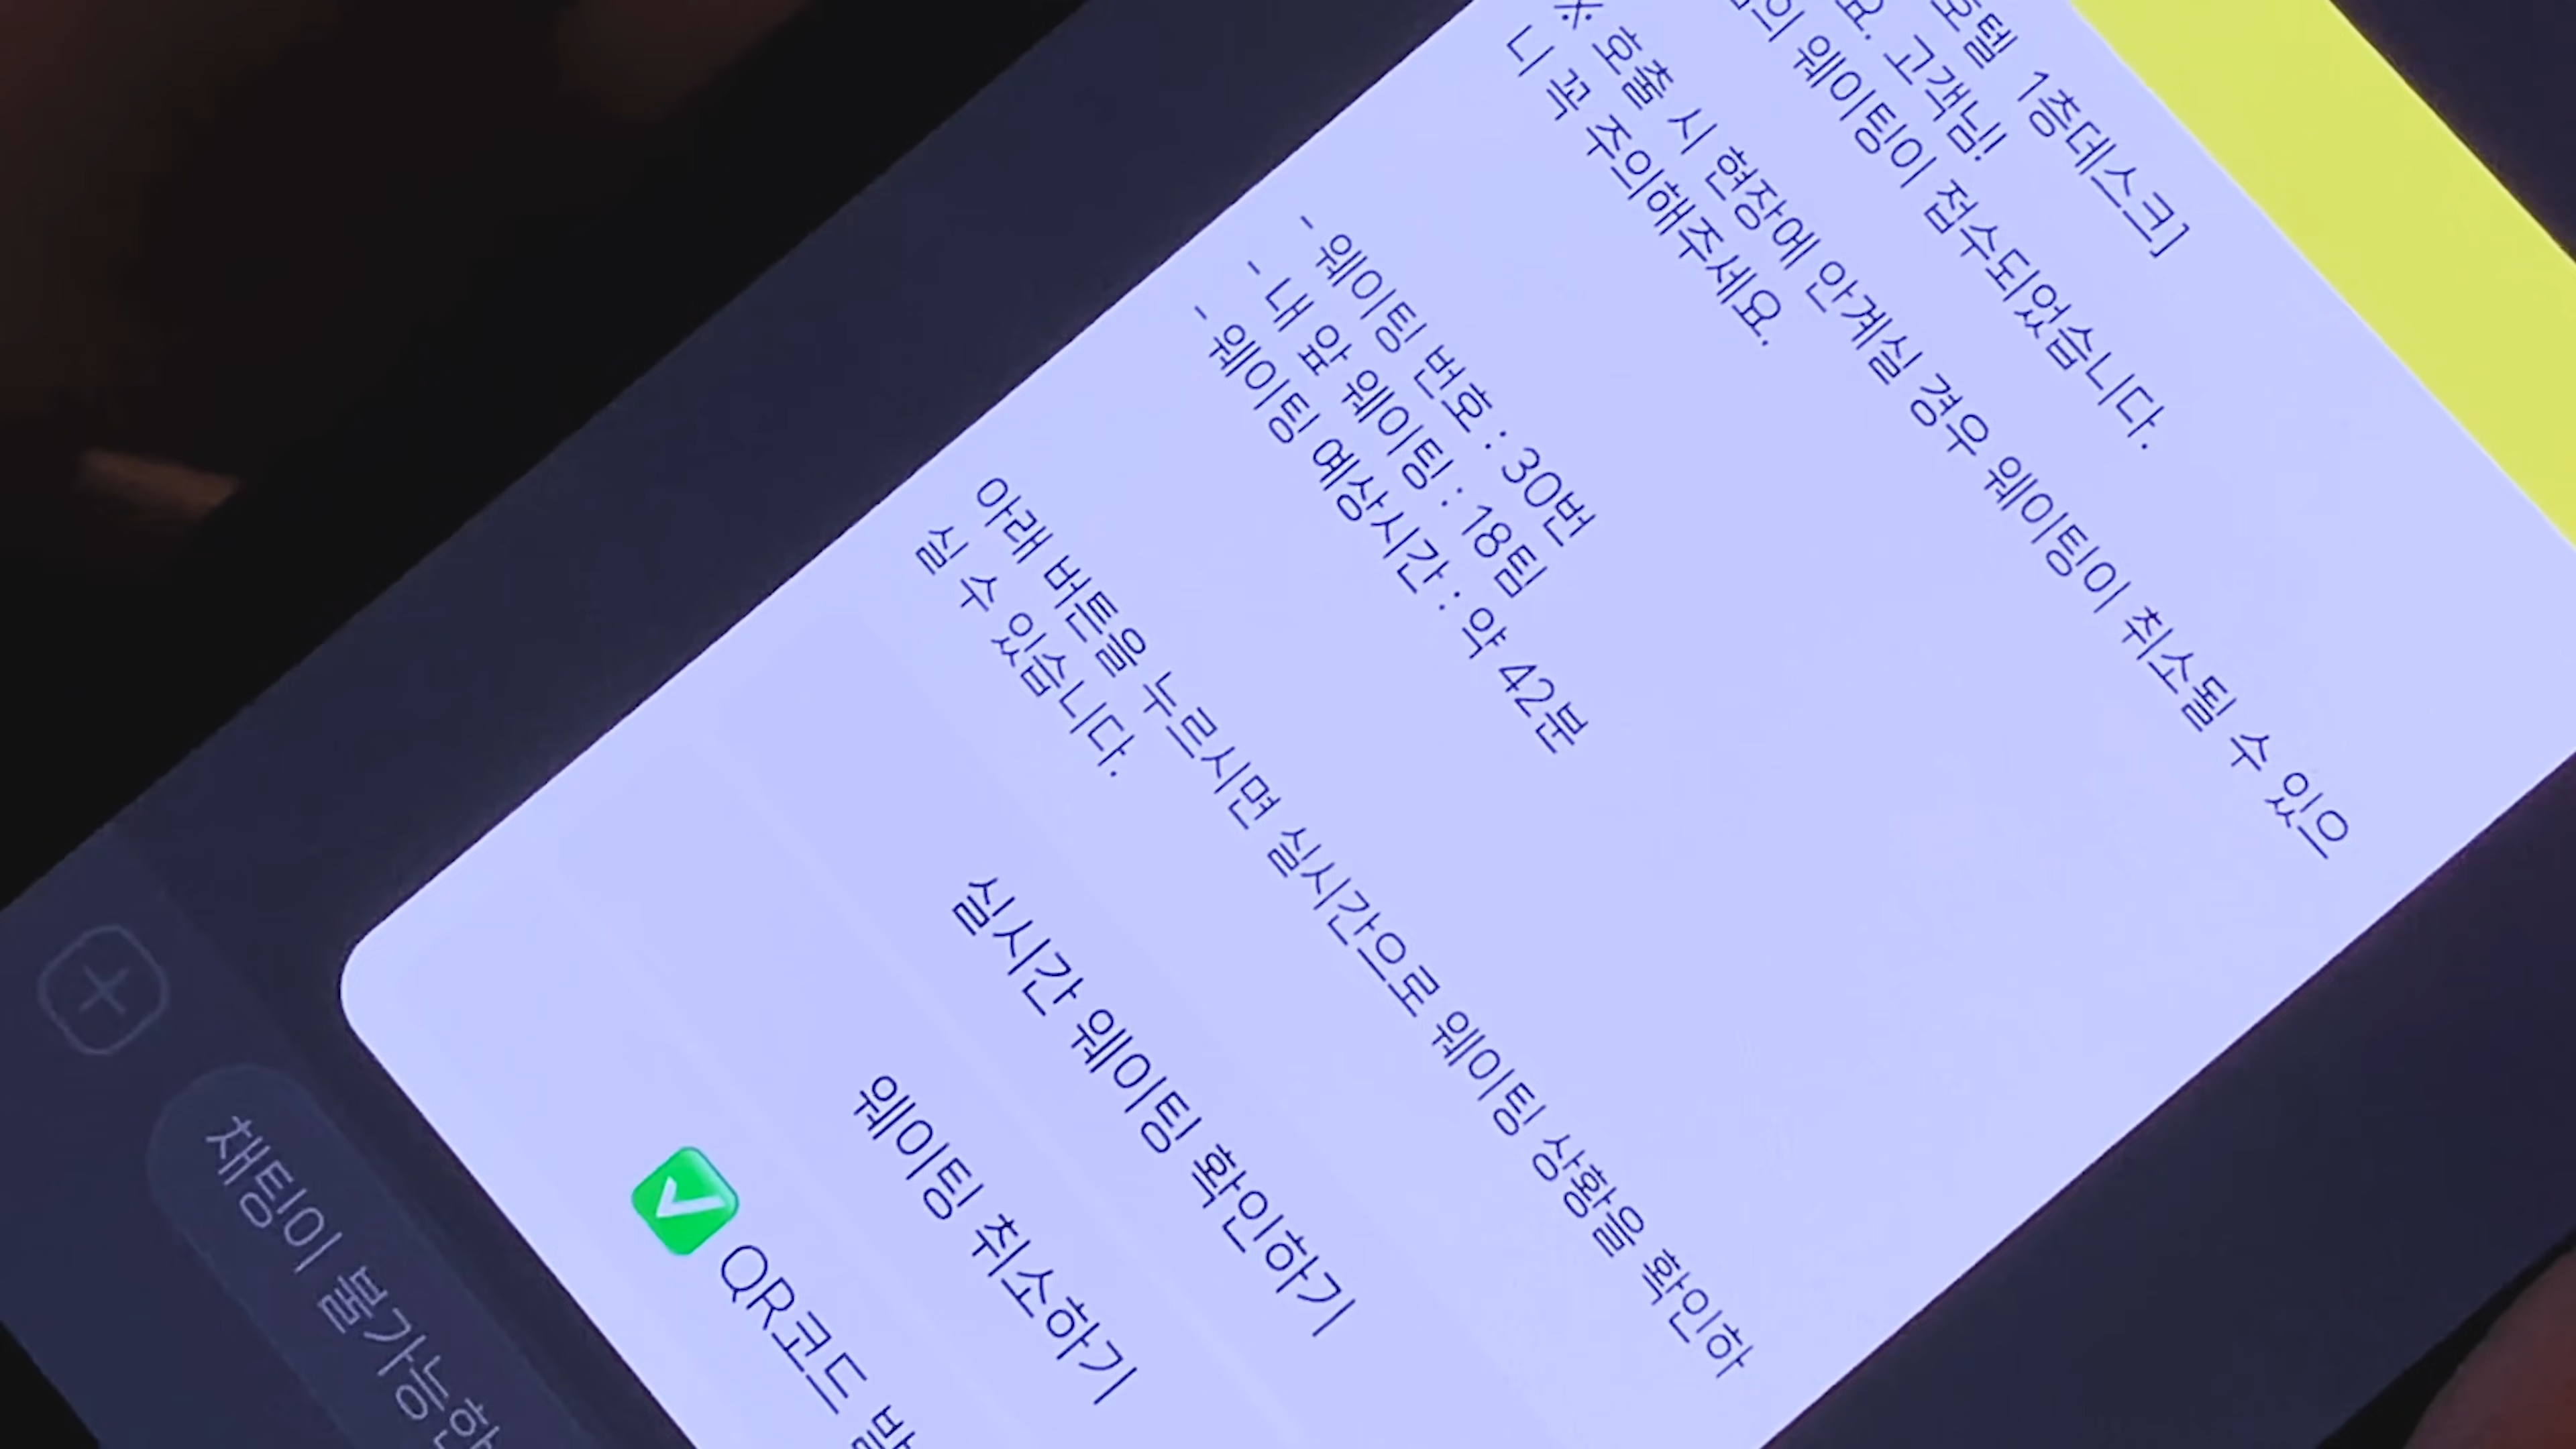 호텔 1층데스크]
요. 고객님!
의 웨이팅이 접수되었습니다.
※ 호출 시 현장에 안계실 경우 웨이팅이 취소될 수 있으
니 꼭 주의해주세요.
- 웨이팅 번호 : 30번
- 내 앞 웨이팅 : 18팀
- 웨이팅 예상시간 : 약 42분
아래 버튼을 누르시면 실시간으로 웨이팅 상황을 확인하
실 수 있습니다.
실시간 웨이팅 확인하기
웨이팅 취소하기
✅ QR코드
채팅이 불가능한